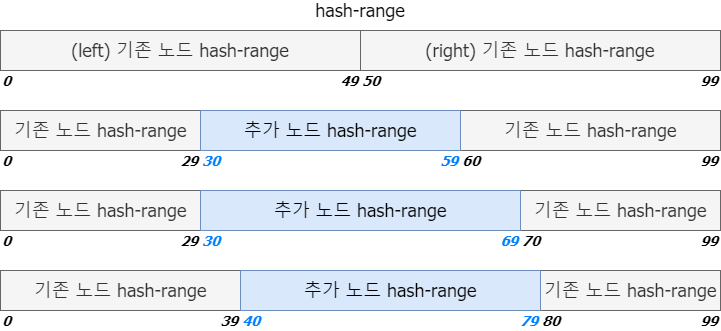 hash-range
(left) 기존 노드 hash-range (right) 기존 노드 hash-range
0 49 50 99
기존 노드 hash-range 추가 노드 hash-range 기존 노드 hash-range
0 29 30 59 60 99
기존 노드 hash-range 추가 노드 hash-range 기존 노드 hash-range
0 29 30 69 70 99
기존 노드 hash-range 추가 노드 hash-range 기존 노드 hash-range
0 39 40 79 80 99